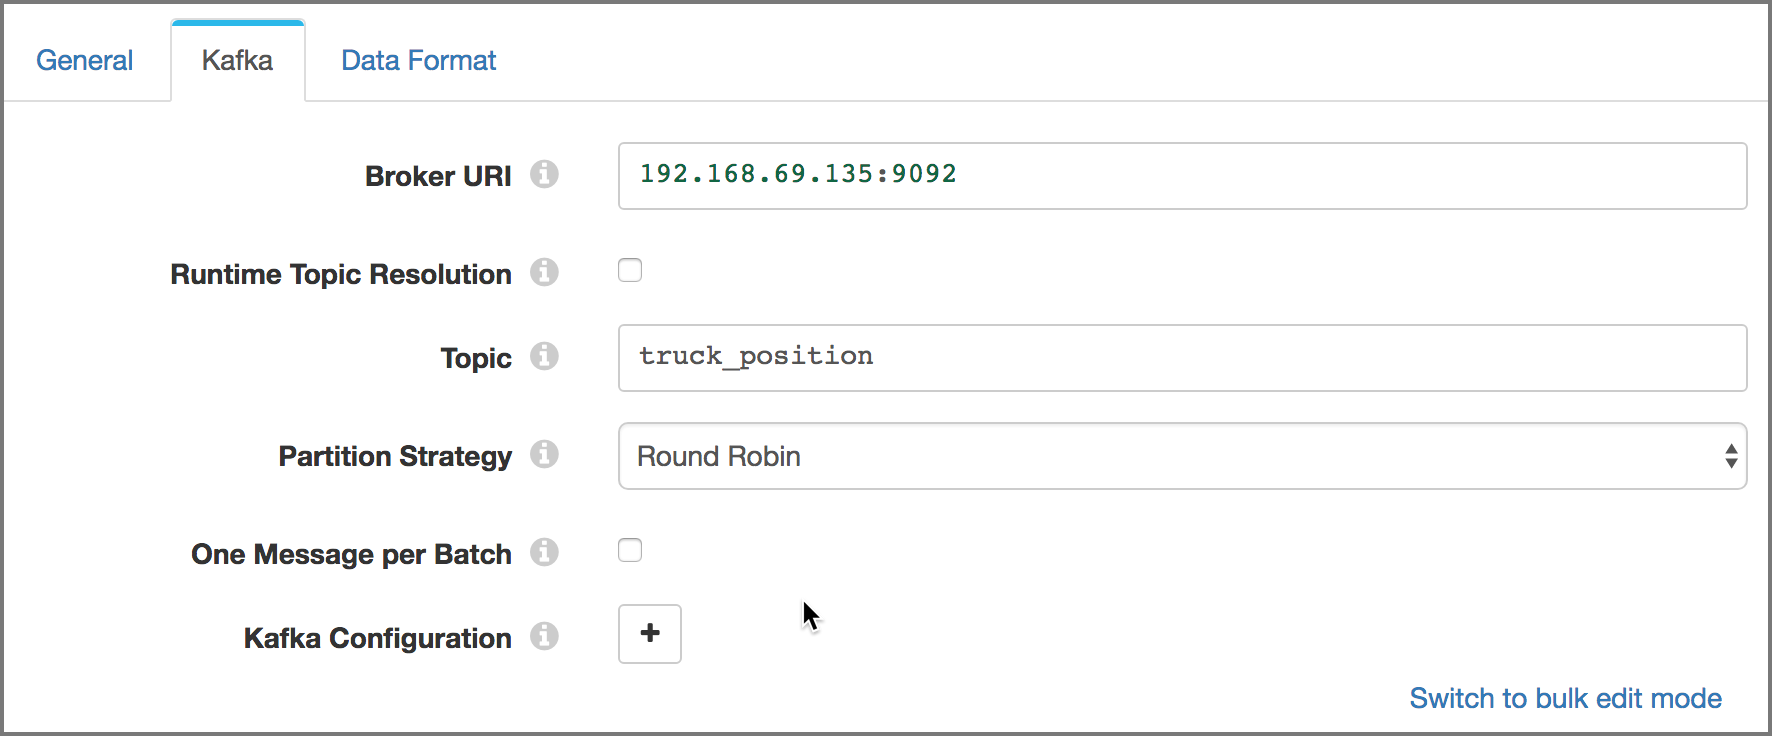 General Kafka Data Format
Broker URI 192.168.69.135:9092
Runtime Topic Resolution
Topic truck_position
Partition Strategy Round Robin
One Message per Batch
Kafka Configuration +
Switch to bulk edit mode